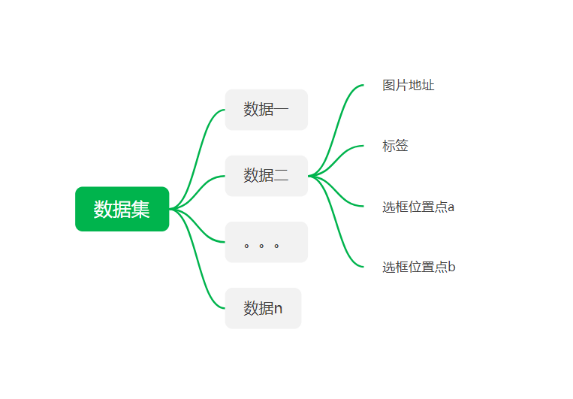 数据集
数据一
数据二
。。。
数据n
图片地址
标签
选框位置点a
选框位置点b